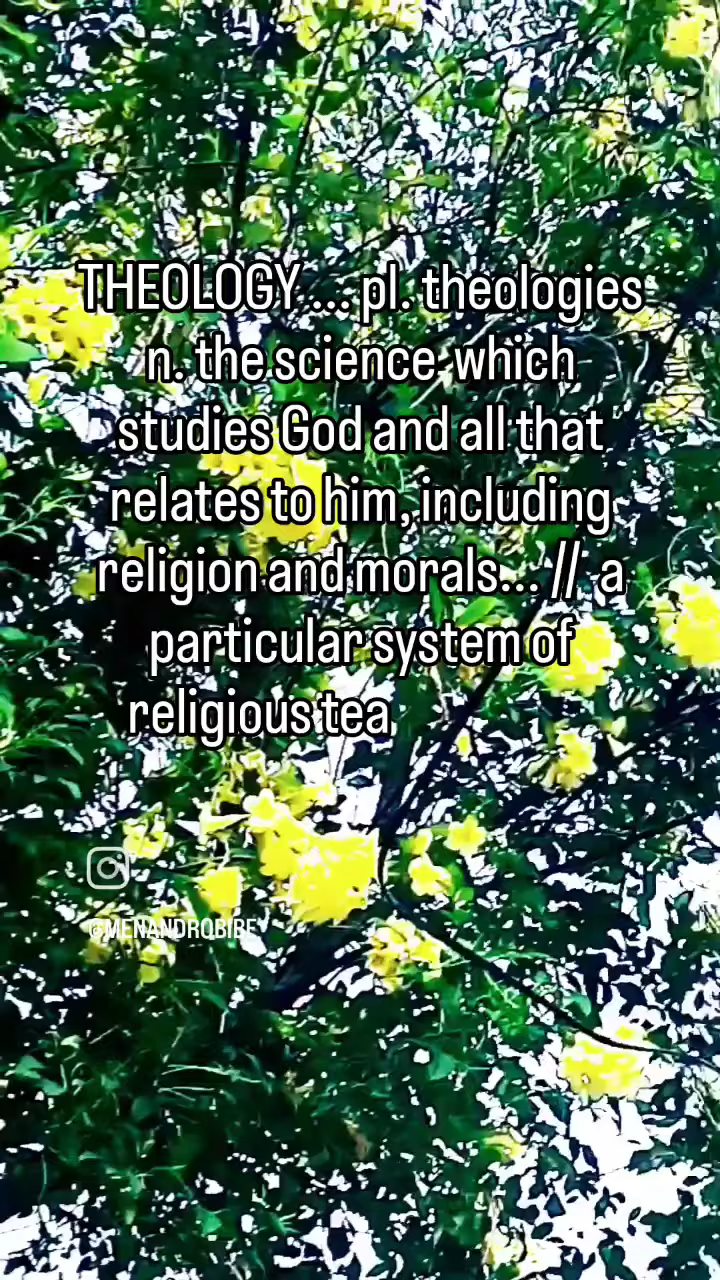 THEOLOGY ... pl. theologies
n. the science which
studies God and all that
relates to him, including
religion and morals... // a
particular system of
religious tea
@MENANDROBIBE